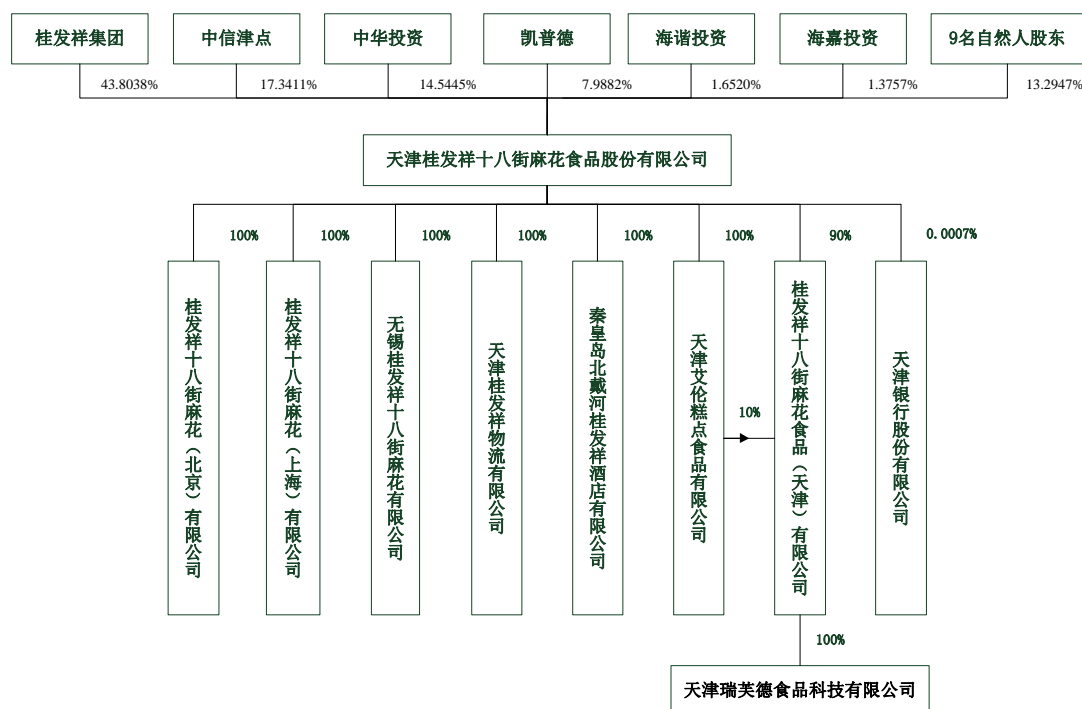 桂发祥集团
中信津点
中华投资
凯普德
海谐投资
海嘉投资
9名自然人股东
43.8038%
17.3411%
14.5445%
7.9882%
1.6520%
1.3757%
13.2947%
天津桂发祥十八街麻花食品股份有限公司
100%
100%
100%
100%
100%
100%
90%
0.0007%
桂发祥十八街麻花（北京）有限公司
桂发祥十八街麻花（上海）有限公司
无锡桂发祥十八街麻花有限公司
天津桂发祥物流有限公司
秦皇岛北戴河桂发祥酒店有限公司
天津艾伦糕点食品有限公司
10%
桂发祥十八街麻花食品（天津）有限公司
天津银行股份有限公司
100%
天津瑞芙德食品科技有限公司